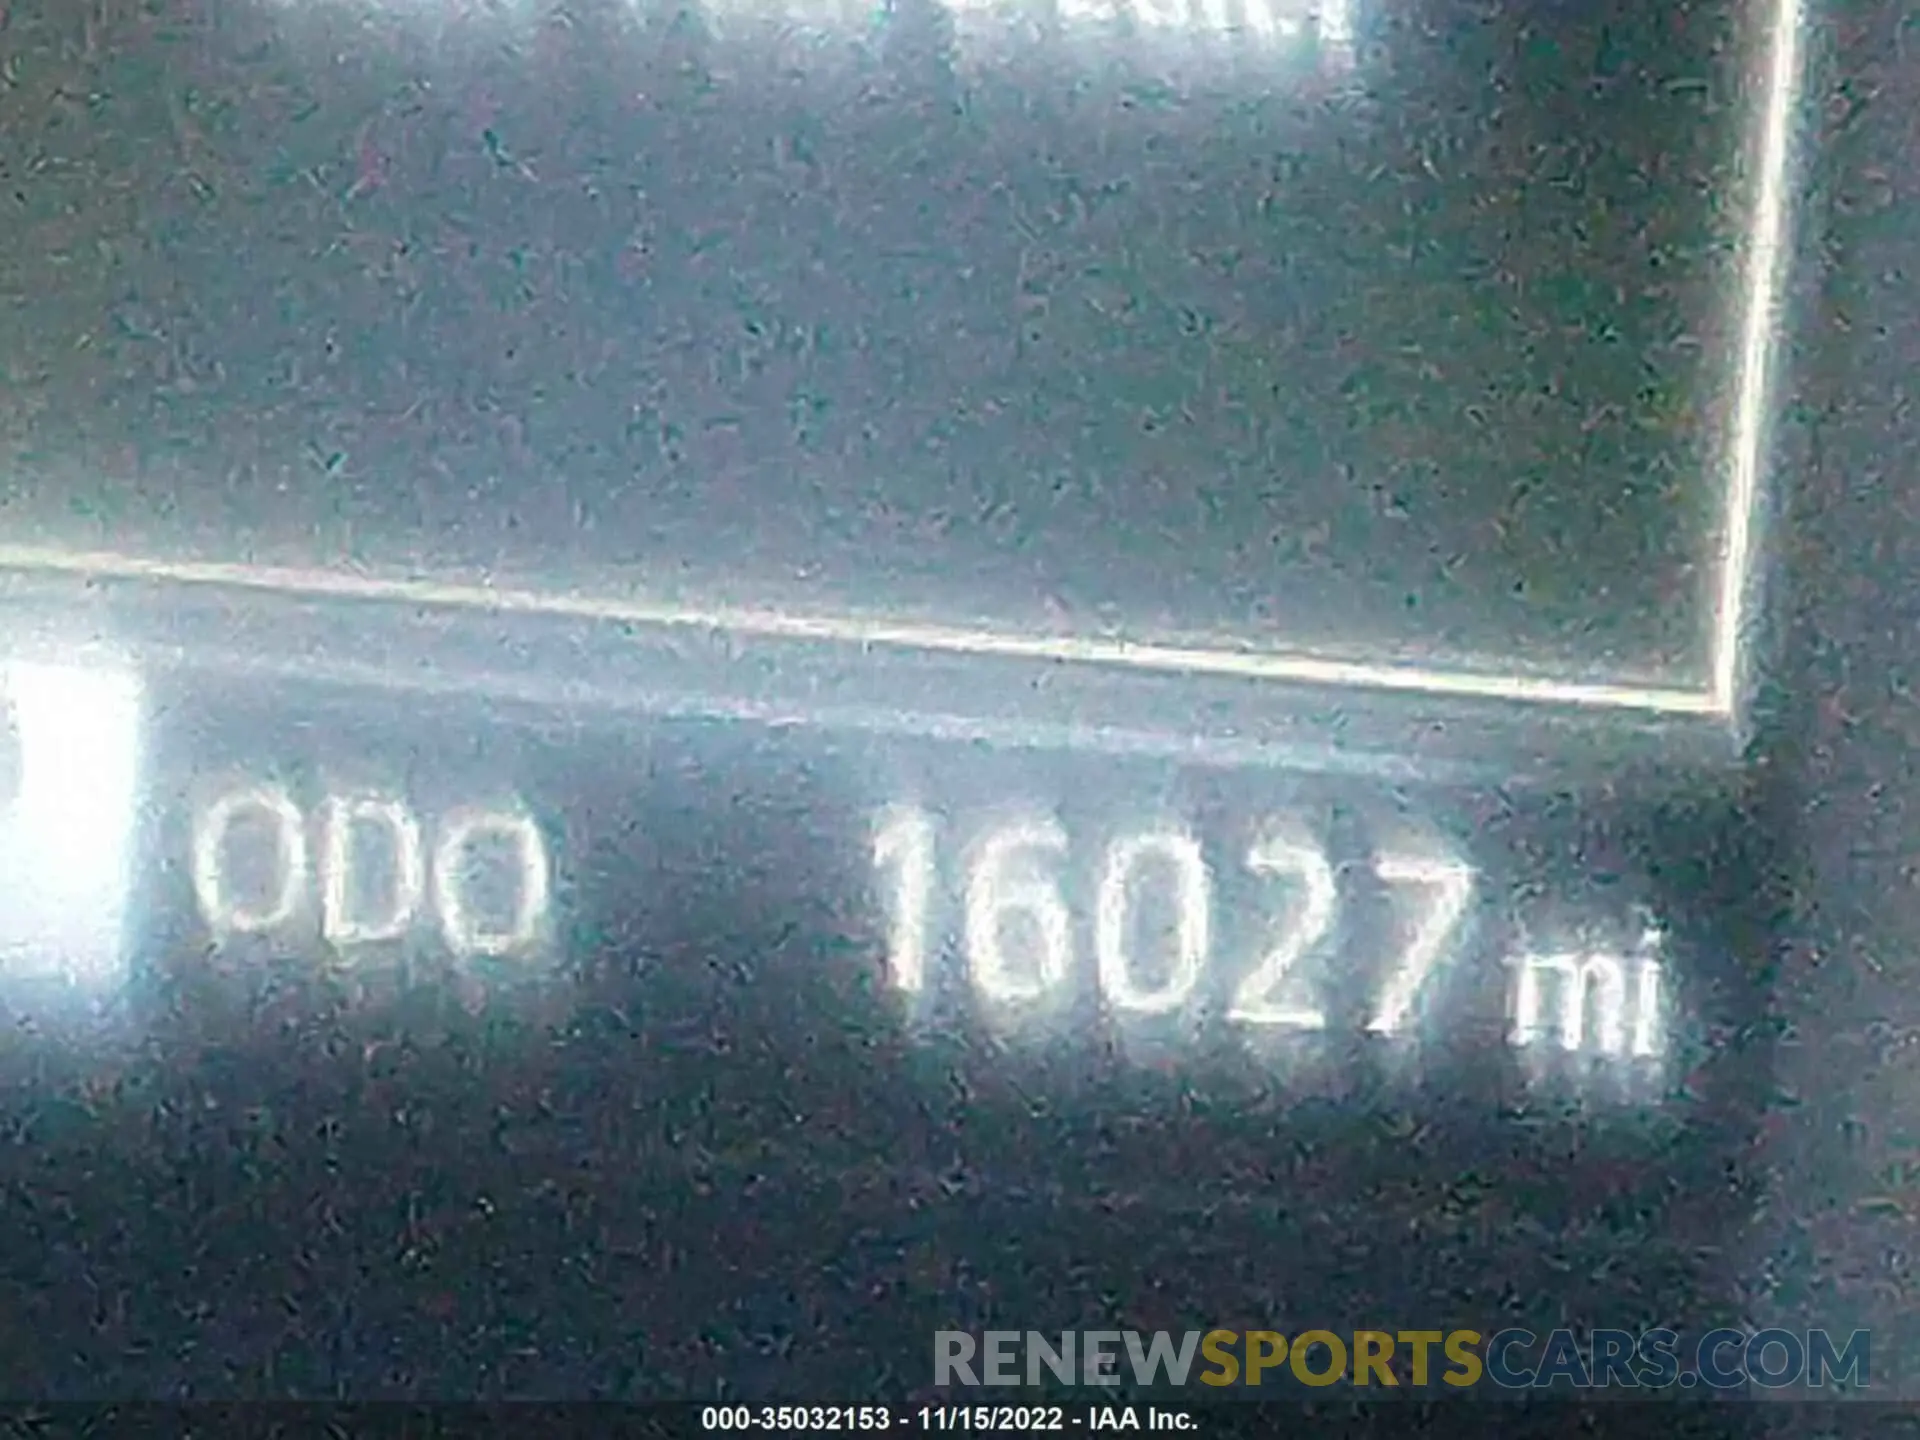 ODO 16027 mi
RENEWSPORTSCARS.COM
000-35032153 - 11/15/2022 - IAA Inc.